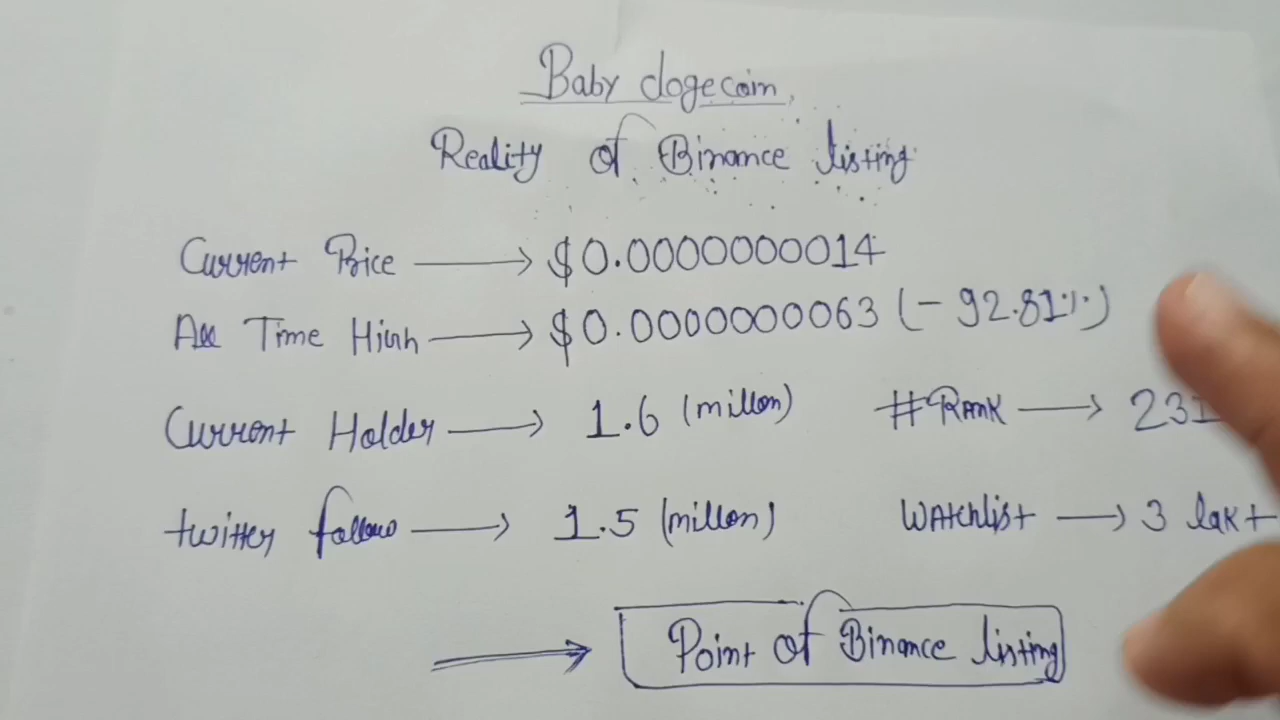 Baby dogecoin.
Reality of Binance listing
Current Price → $0.0000000014
All Time High → $0.0000000063 (-92.81%)
Current Holder → 1.6 (millon) #Rank → 231
twitter follow → 1.5 (millon) Watchlist → 3 lakt
→ Point of Binance listing